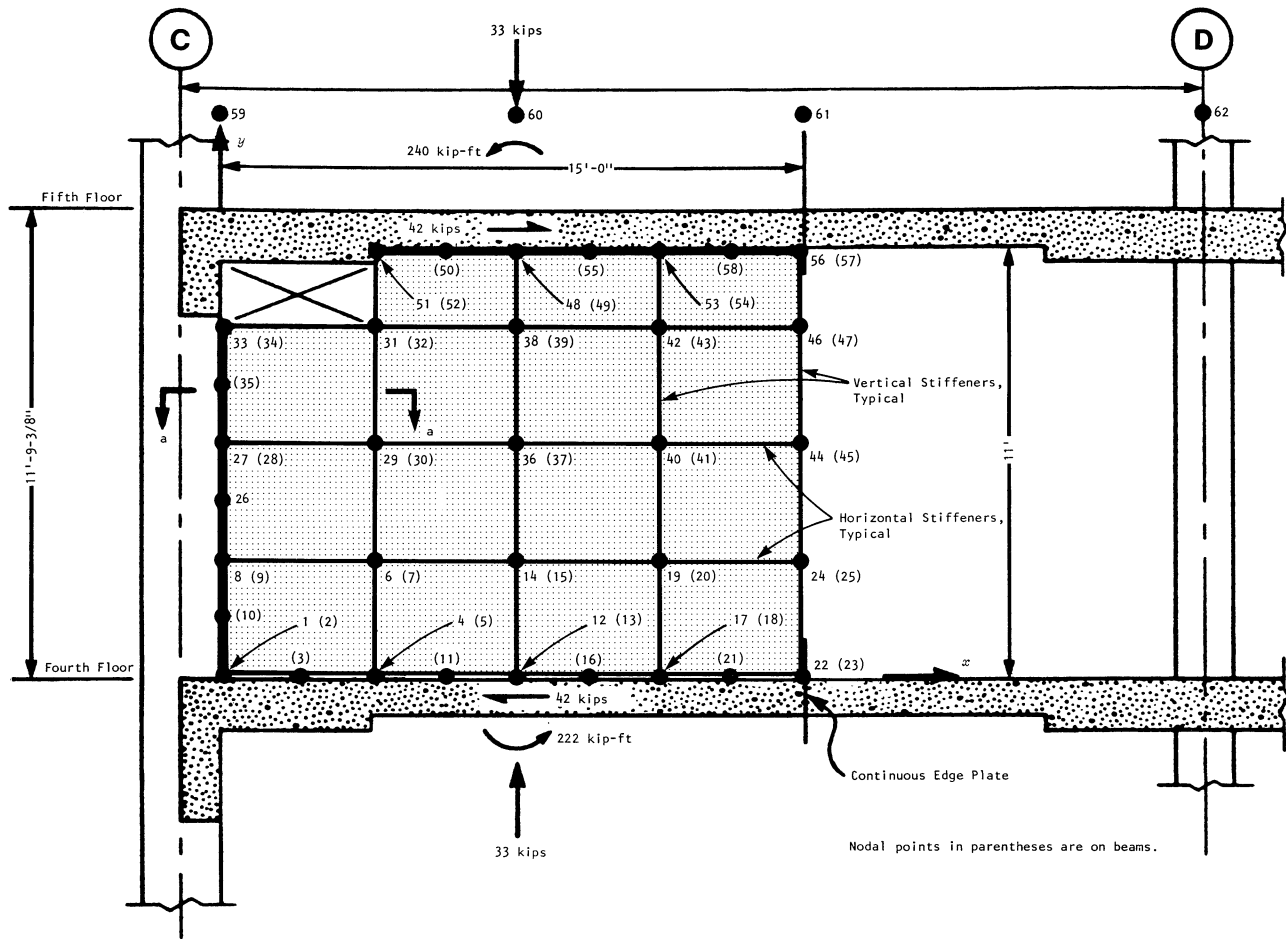 C
33 kips
D
59
60
61
62
y
240 kip-ft
15'-0"
Fifth Floor
42 kips
(50)
(55)
(58)
56 (57)
51 (52)
48 (49)
53 (54)
33 (34)
31 (32)
38 (39)
42 (43)
46 (47)
(35)
Vertical Stiffeners,
Typical
a
a
11'-9-3/8"
11'
27 (28)
29 (30)
36 (37)
40 (41)
44 (45)
26
Horizontal Stiffeners,
Typical
8 (9)
6 (7)
14 (15)
19 (20)
24 (25)
(10)
1 (2)
4 (5)
12 (13)
17 (18)
Fourth Floor
(3)
(11)
(16)
(21)
22 (23)
x
42 kips
222 kip-ft
Continuous Edge Plate
33 kips
Nodal points in parentheses are on beams.